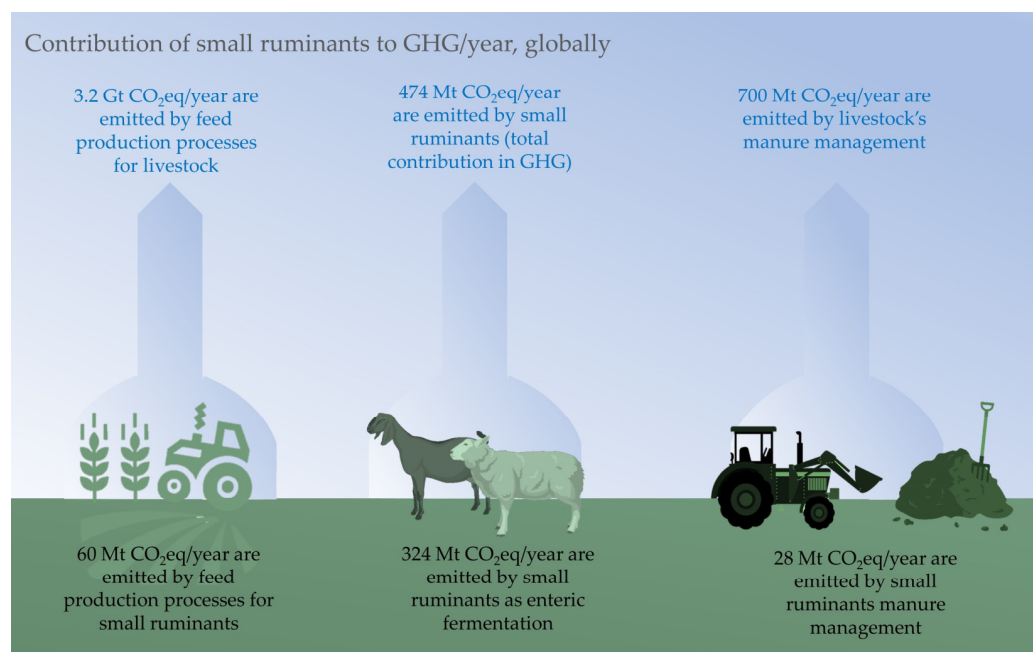 Contribution of small ruminants to GHG/year, globally
3.2 Gt CO₂eq/year are
emitted by feed
production processes
for livestock
474 Mt CO₂eq/year
are emitted by small
ruminants (total
contribution in GHG)
700 Mt CO₂eq/year are
emitted by livestock's
manure management
60 Mt CO₂eq/year are
emitted by feed
production processes for
small ruminants
324 Mt CO₂eq/year are
emitted by small
ruminants as enteric
fermentation
28 Mt CO₂eq/year are
emitted by small
ruminants manure
management